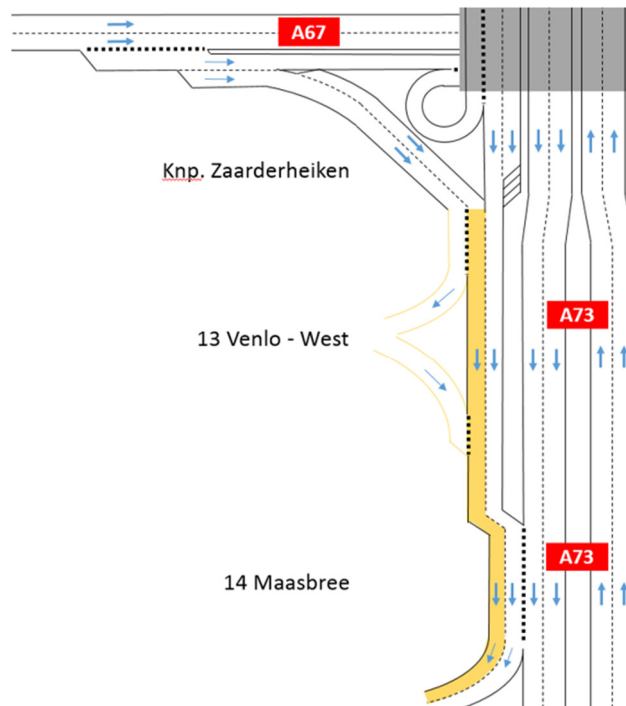 A67
Knp. Zaarderheiken
A73
13 Venlo - West
A73
14 Maasbree